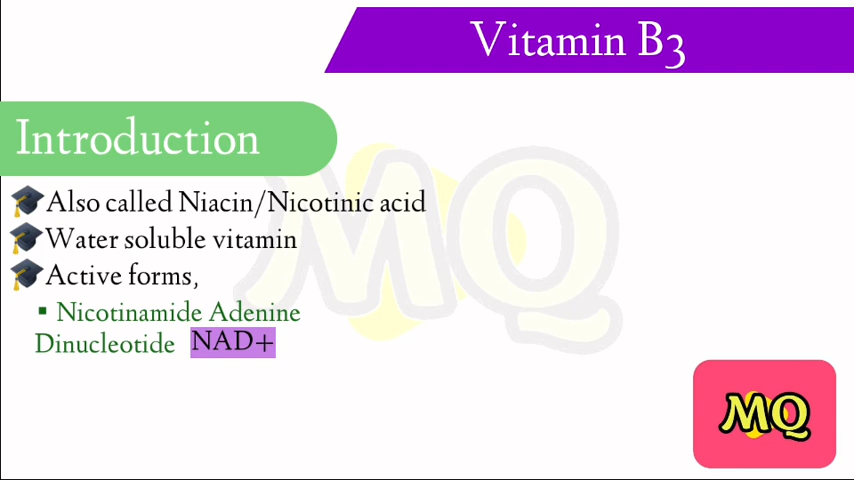 Vitamin B3
Introduction
Also called Niacin/Nicotinic acid
Water soluble vitamin
Active forms,
Nicotinamide Adenine
Dinucleotide NAD+
MQ
MQ